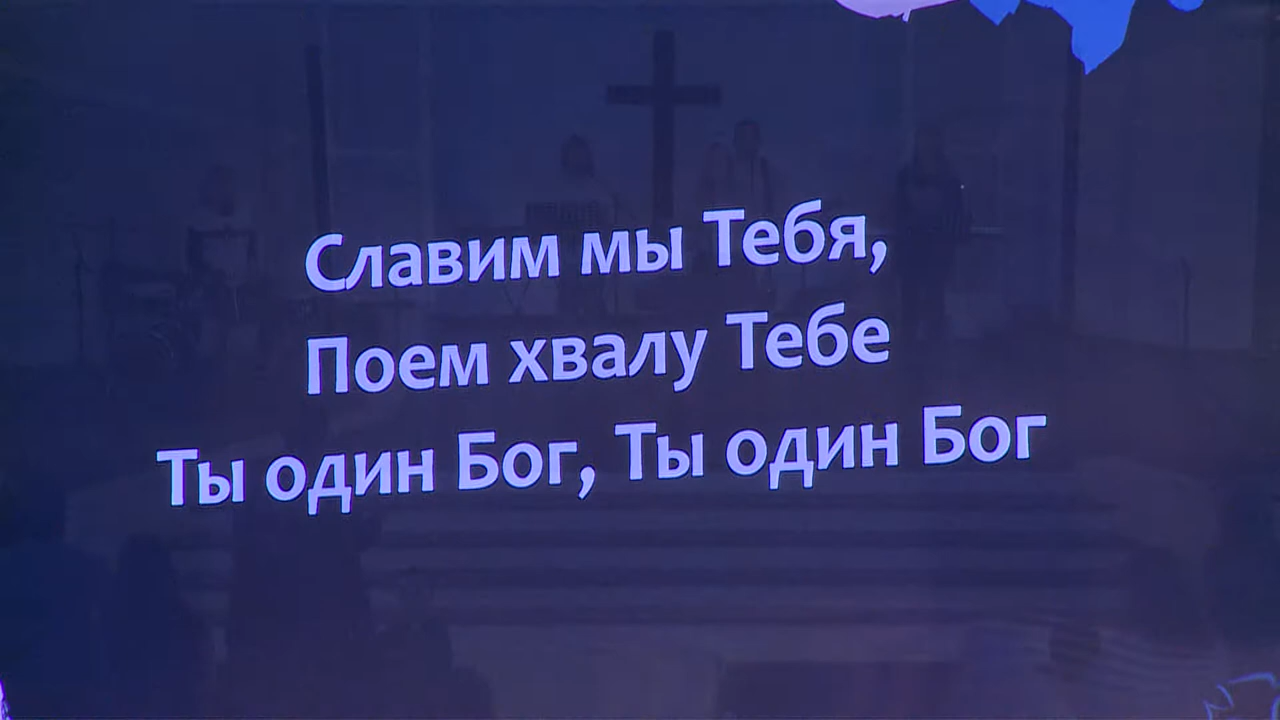 Славим мы Тебя,
Поем хвалу Тебе
Ты один Бог, Ты один Бог